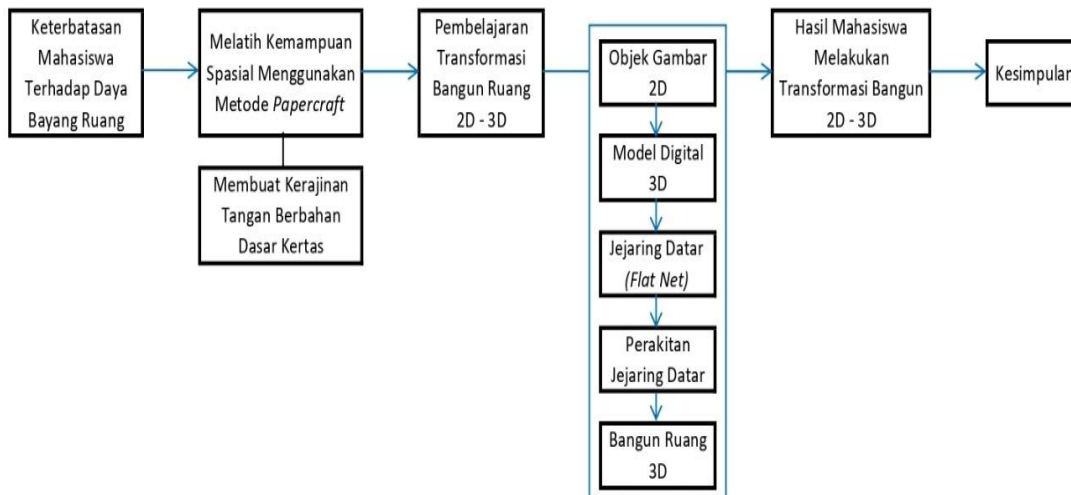 Keterbatasan
Mahasiswa
Terhadap Daya
Bayang Ruang
Melatih Kemampuan
Spasial Menggunakan
Metode Papercraft
Membuat Kerajinan
Tangan Berbahan
Dasar Kertas
Pembelajaran
Transformasi
Bangun Ruang
2D - 3D
Objek Gambar
2D
Model Digital
3D
Jejaring Datar
(Flat Net)
Perakitan
Jejaring Datar
Bangun Ruang
3D
Hasil Mahasiswa
Melakukan
Transformasi Bangun
2D - 3D
Kesimpulan